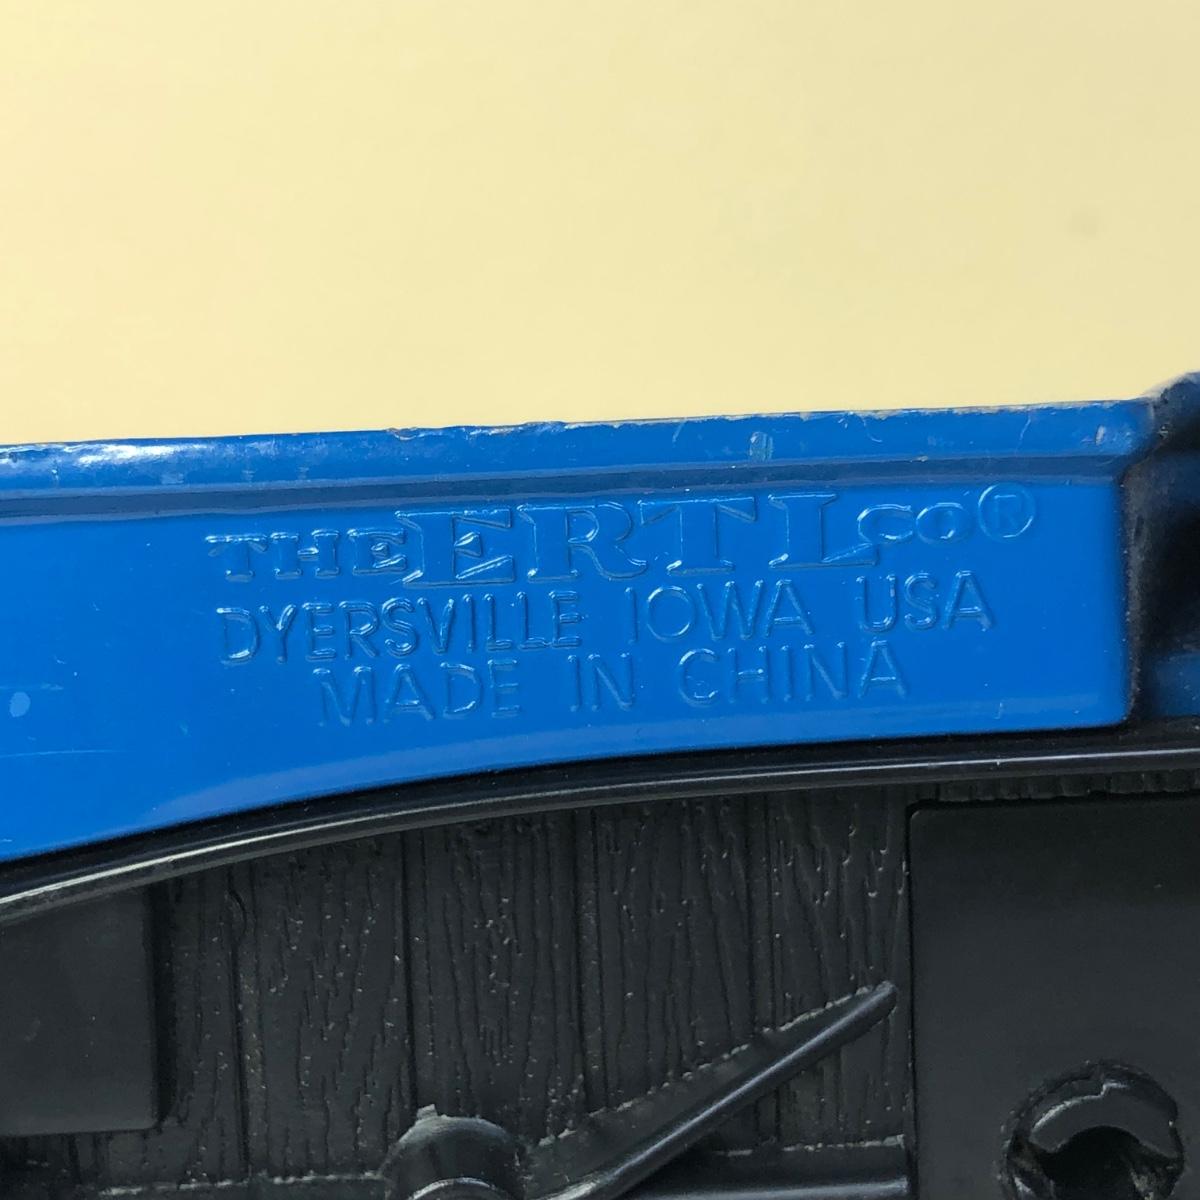 THE ERTL CO®
DYERSVILLE IOWA USA
MADE IN CHINA